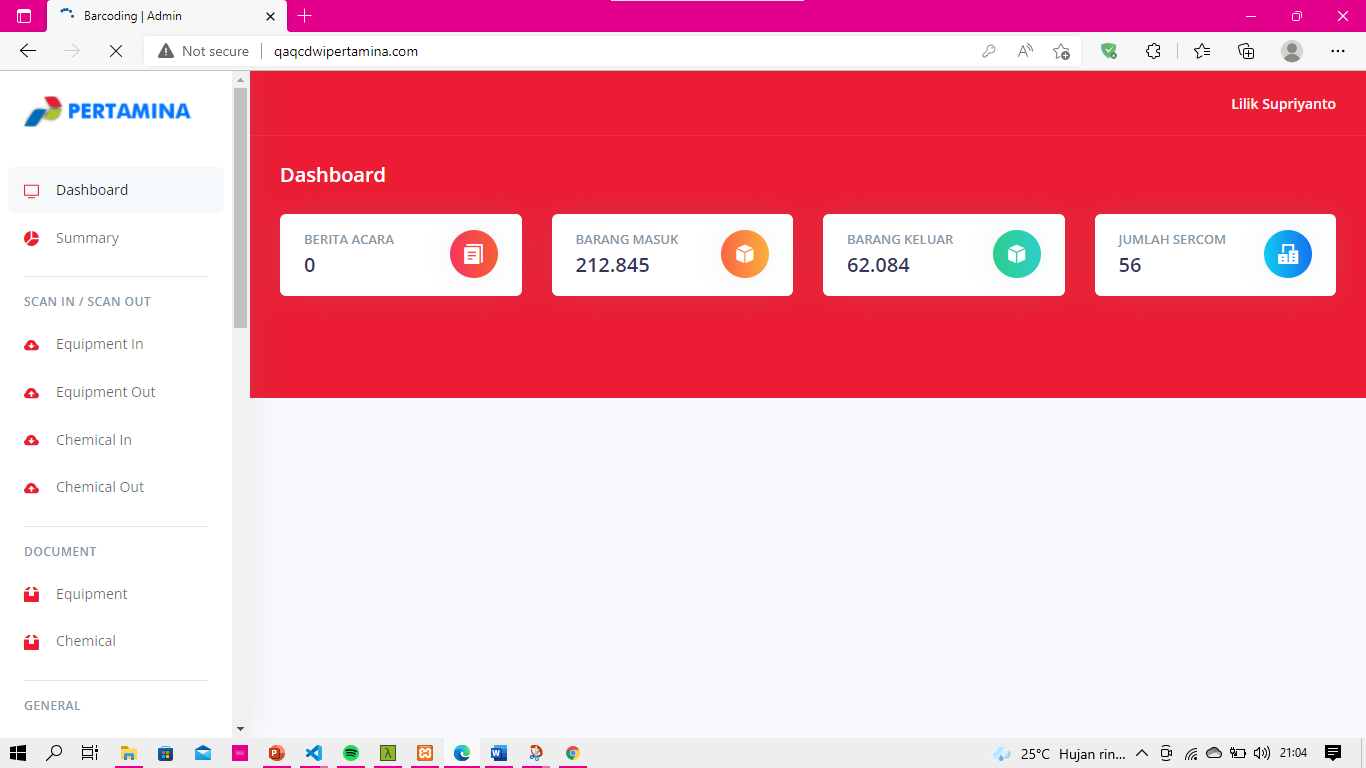 Barcoding | Admin
Not secure
qaqcdwipertamina.com
PERTAMINA
Lilik Supriyanto
Dashboard
Summary
SCAN IN / SCAN OUT
Equipment In
Equipment Out
Chemical In
Chemical Out
DOCUMENT
Equipment
Chemical
GENERAL
Dashboard
BERITA ACARA
0
BARANG MASUK
212.845
BARANG KELUAR
62.084
JUMLAH SERCOM
56
25°C Hujan rin...
21:04